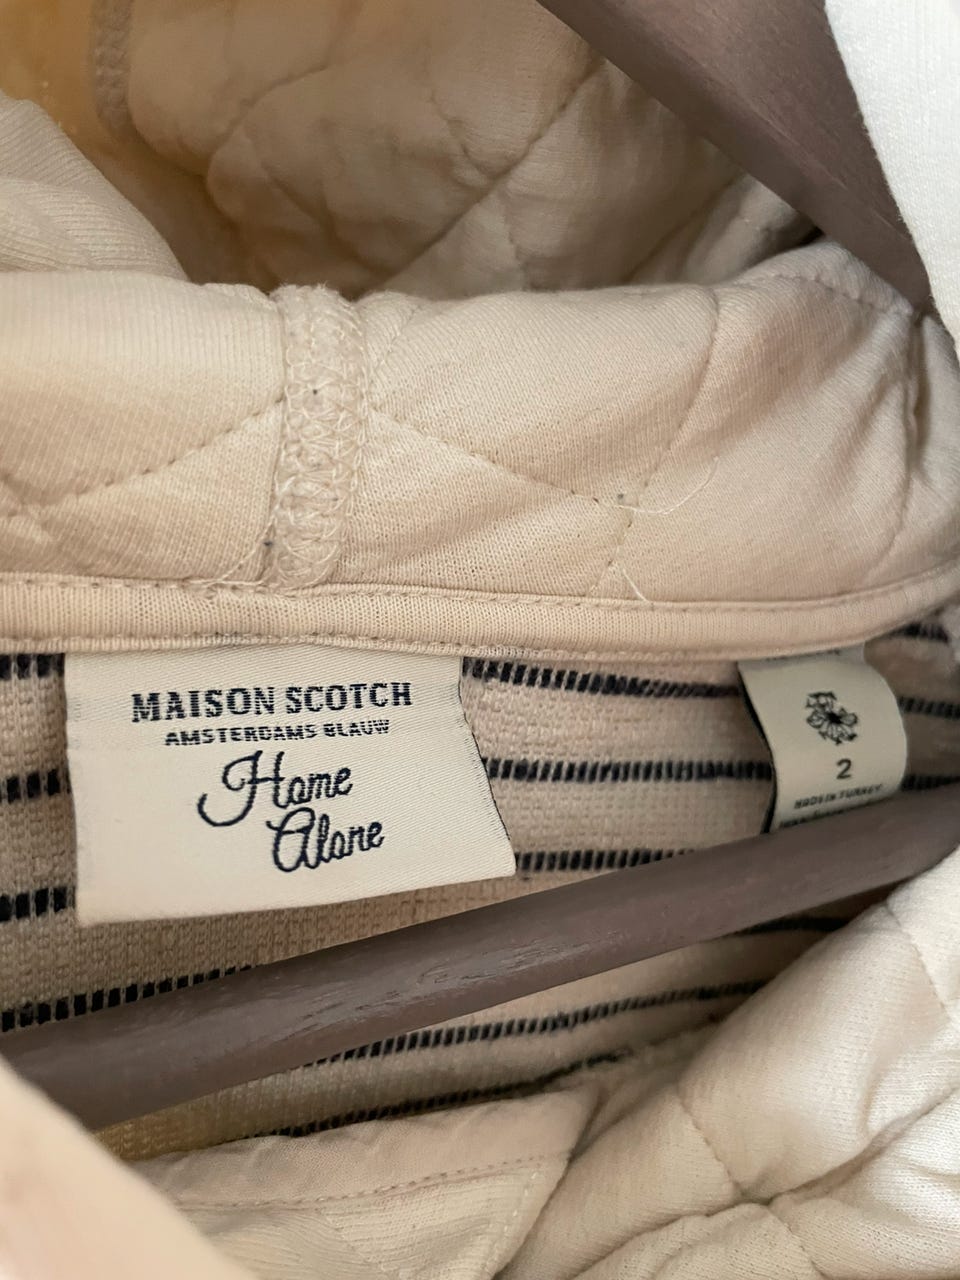 MAISON SCOTCH
AMSTERDAMS BLAUW
Home
Alone
2
MADE IN TURKEY